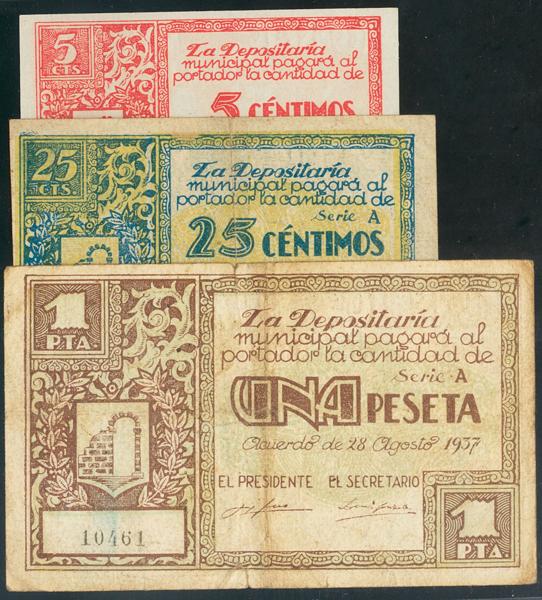 5
CTS.
La Depositaría
municipal pagará al
portador la cantidad de
5 CÉNTIMOS
25
CTS.
La Depositaría
municipal pagará al
portador la cantidad de
Serie A
25 CÉNTIMOS
1
PTA
La Depositaría
municipal pagará al
portador la cantidad de
Serie A
UNA PESETA
Acuerdo de 28 Agosto 1937
EL PRESIDENTE EL SECRETARIO
10461
1
PTA.